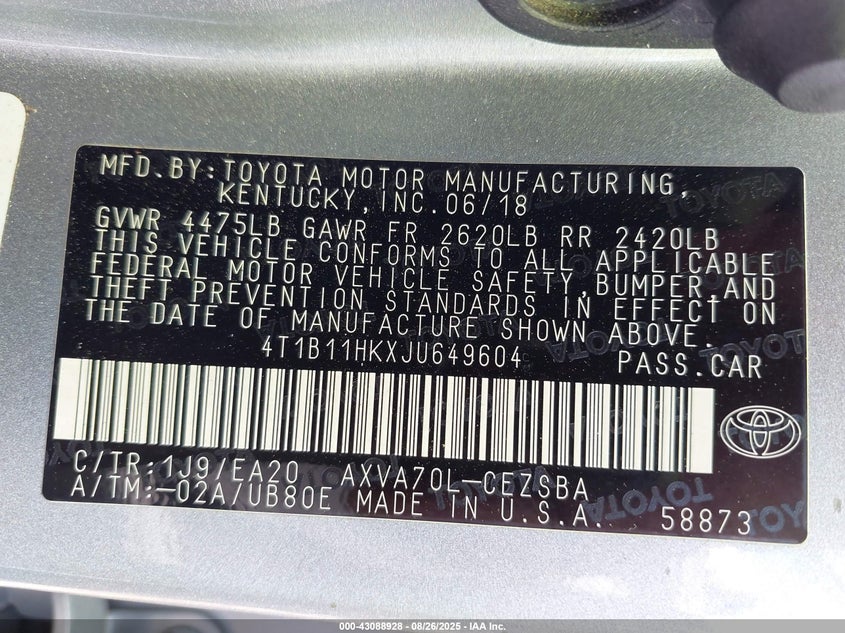 MFD.BY:TOYOTA MOTOR MANUFACTURING,
KENTUCKY, INC. 06/18
GVWR 4475LB GAWR FR 2620LB RR 2420LB
THIS VEHICLE CONFORMS TO ALL APPLICABLE
FEDERAL MOTOR VEHICLE SAFETY, BUMPER, AND
THEFT PREVENTION STANDARDS IN EFFECT ON
THE DATE OF MANUFACTURE SHOWN ABOVE.
4T1B11HKXJU649604 PASS.CAR
C/TR:1J9/EA20 AXVA70L-CEZSBA
A/TM:-02A/UB80E MADE IN U.S.A. 58873
000-43088928 - 08/26/2025 - IAA Inc.